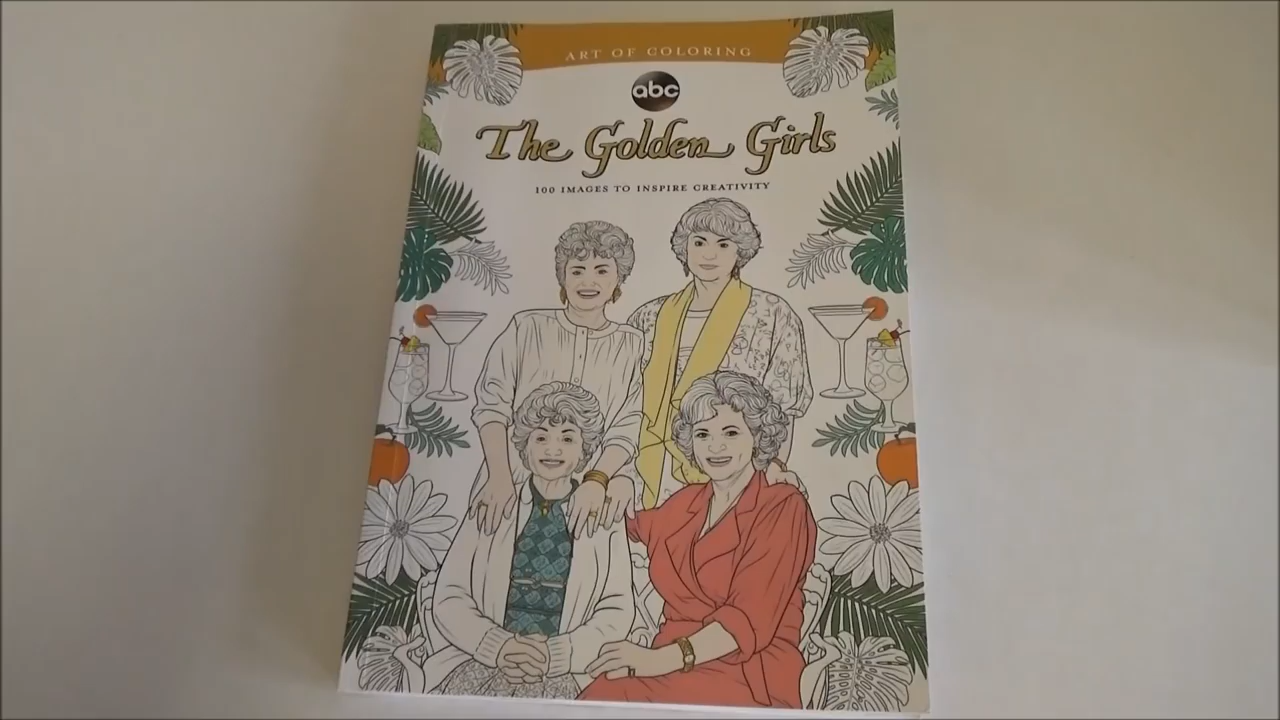 ART OF COLORING
abc
The Golden Girls
100 IMAGES TO INSPIRE CREATIVITY